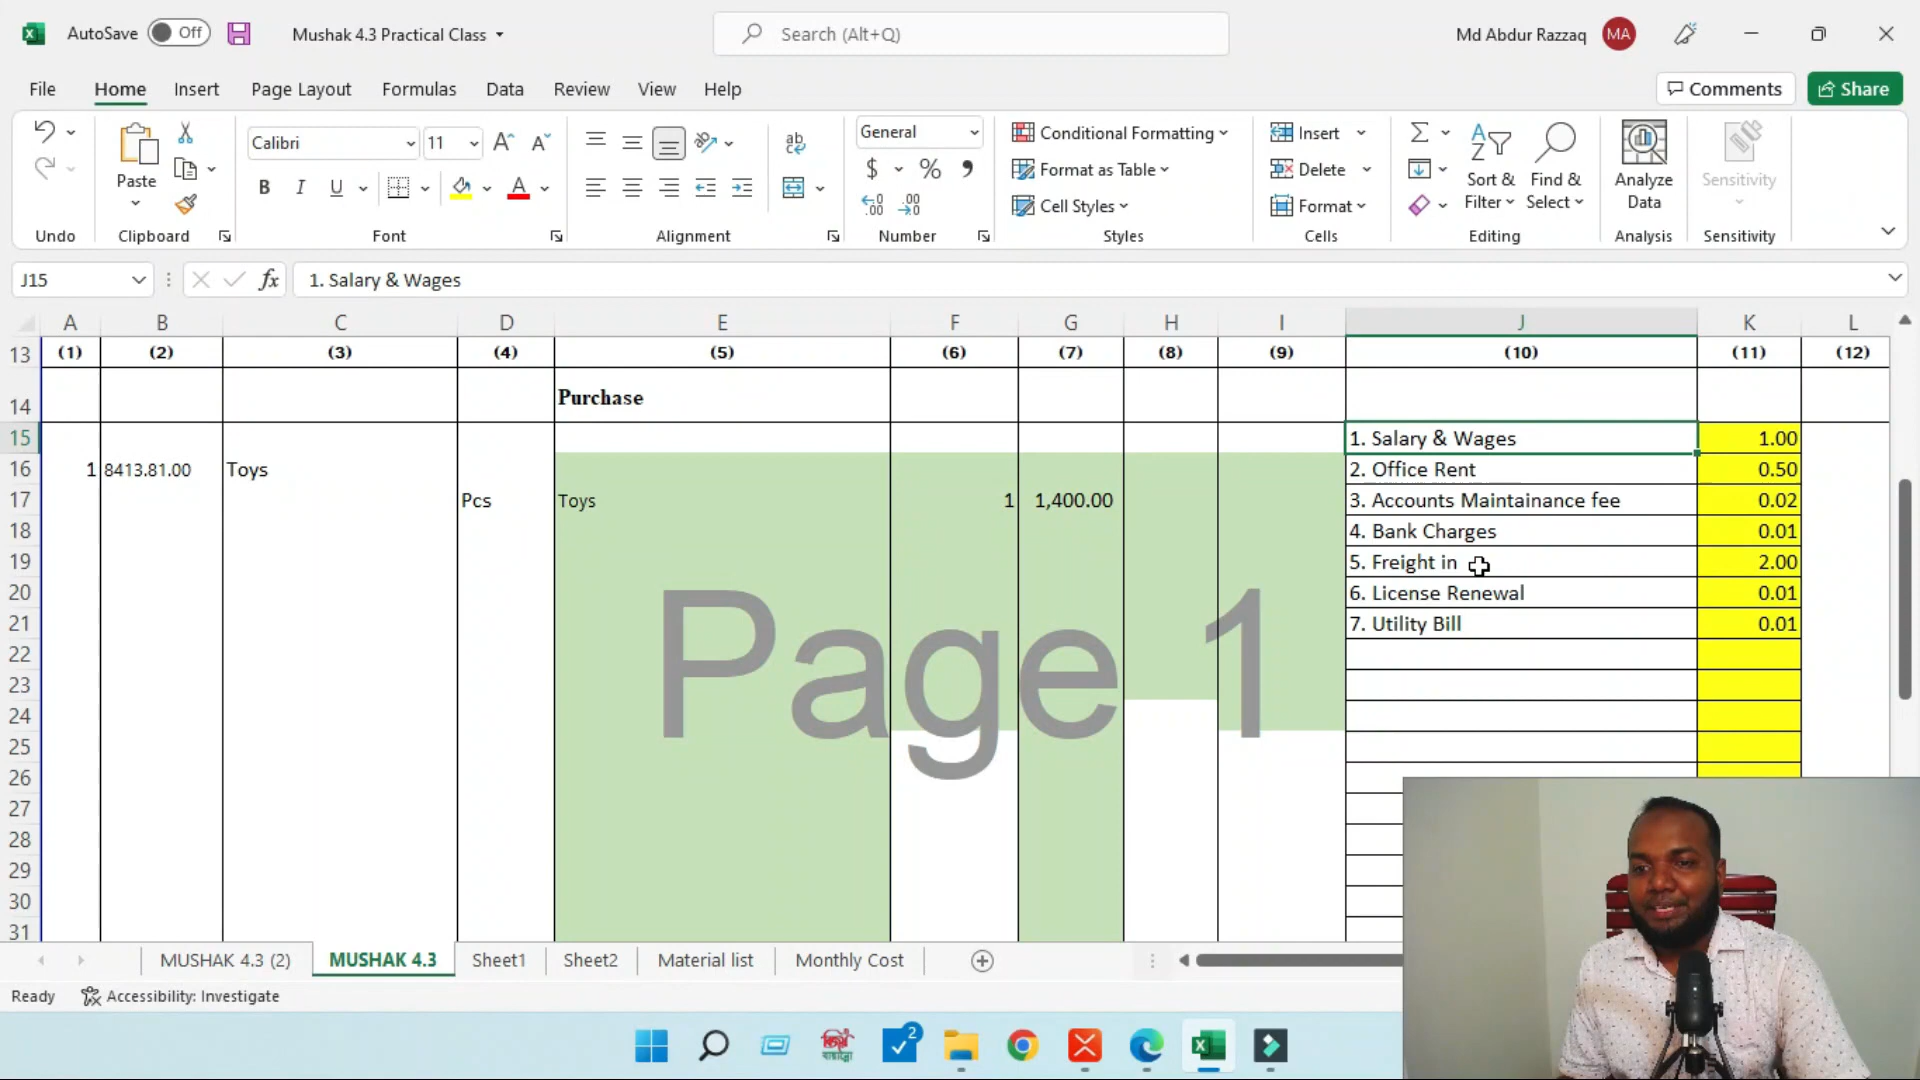 AutoSave Off Mushak 4.3 Practical Class Search (Alt+Q) Md Abdur Razzaq MA
File Home Insert Page Layout Formulas Data Review View Help Comments Share
Calibri 11 General Conditional Formatting Insert
Paste $ % Format as Table Delete Sort & Filter Find & Select Analyze Data Sensitivity
B I U A Cell Styles Format
Undo Clipboard Font Alignment Number Styles Cells Editing Analysis Sensitivity
J15 fx 1. Salary & Wages
A B C D E F G H I J K L
13 (1) (2) (3) (4) (5) (6) (7) (8) (9) (10) (11) (12)
14 Purchase
15 1. Salary & Wages 1.00
16 1 8413.81.00 Toys 2. Office Rent 0.50
17 Pcs Toys 1 1,400.00 3. Accounts Maintainance fee 0.02
18 4. Bank Charges 0.01
19 5. Freight in 2.00
20 6. License Renewal 0.01
21 7. Utility Bill 0.01
22
23
Page 1
24
25
26
27
28
29
30
31
MUSHAK 4.3 (2) MUSHAK 4.3 Sheet1 Sheet2 Material list Monthly Cost
Ready Accessibility: Investigate
2